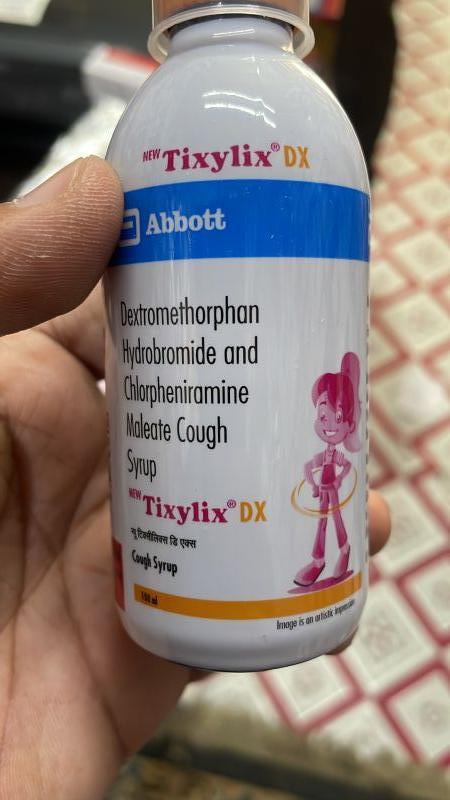 NEW Tixylix® DX
Abbott
Dextromethorphan
Hydrobromide and
Chlorpheniramine
Maleate Cough
Syrup
NEW Tixylix® DX
न्यू टिक्सीलिक्स डि एक्स
Cough Syrup
100 ml
Image is an artistic impression